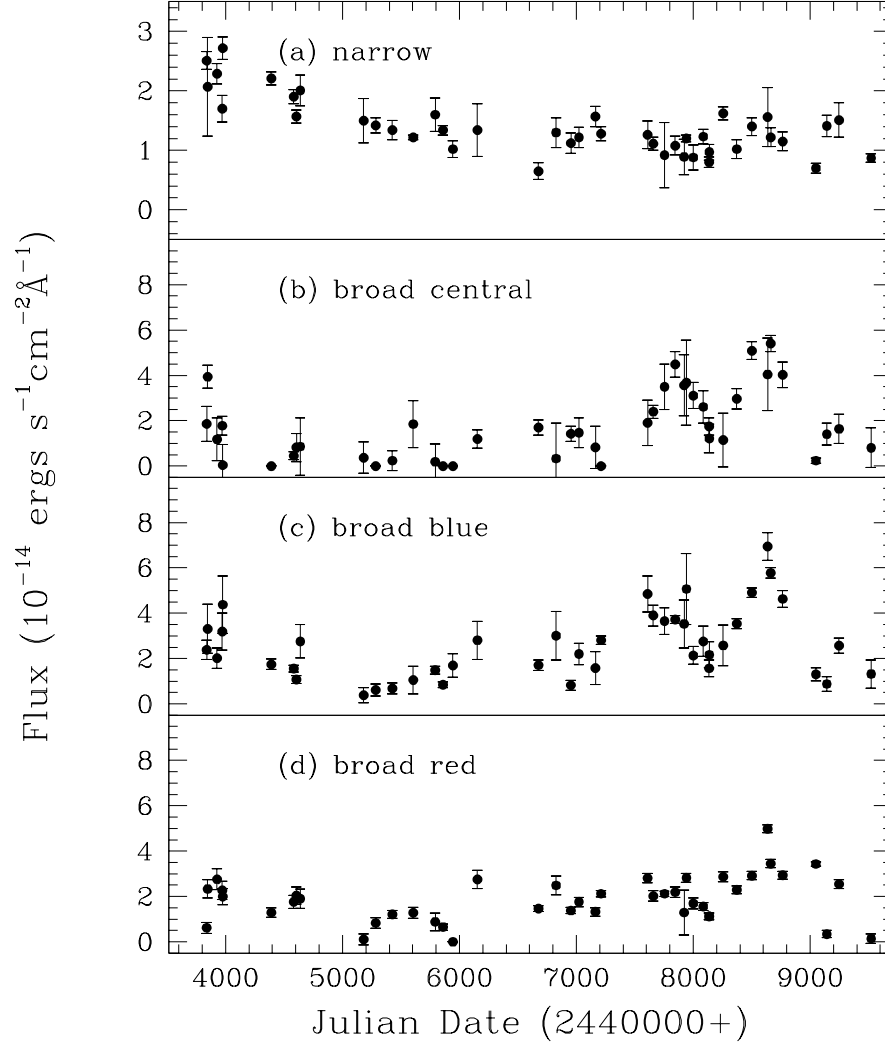 Flux (10⁻¹⁴ ergs s⁻¹cm⁻²Å⁻¹)
(a) narrow
3
2
1
0
(b) broad central
8
6
4
2
0
(c) broad blue
8
6
4
2
0
(d) broad red
8
6
4
2
0
4000 5000 6000 7000 8000 9000
Julian Date (2440000+)